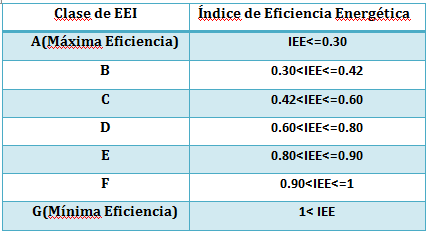 Clase de EEI Índice de Eficiencia Energética
A(Máxima Eficiencia) IEE<=0.30
B 0.30<IEE<=0.42
C 0.42<IEE<=0.60
D 0.60<IEE<=0.80
E 0.80<IEE<=0.90
F 0.90<IEE<=1
G(Mínima Eficiencia) 1< IEE